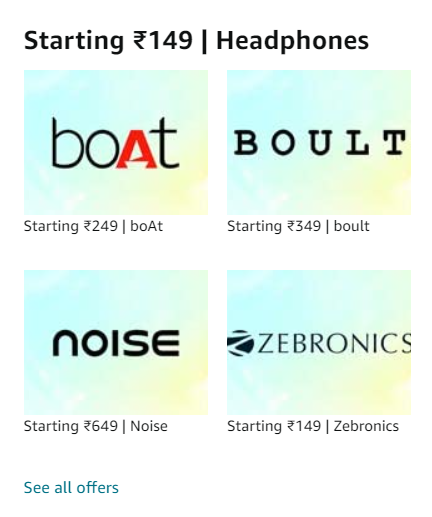 Starting ₹149 | Headphones
boAt
BOULT
Starting ₹249 | boAt
Starting ₹349 | boult
NOISE
ZEBRONICS
Starting ₹649 | Noise
Starting ₹149 | Zebronics
See all offers